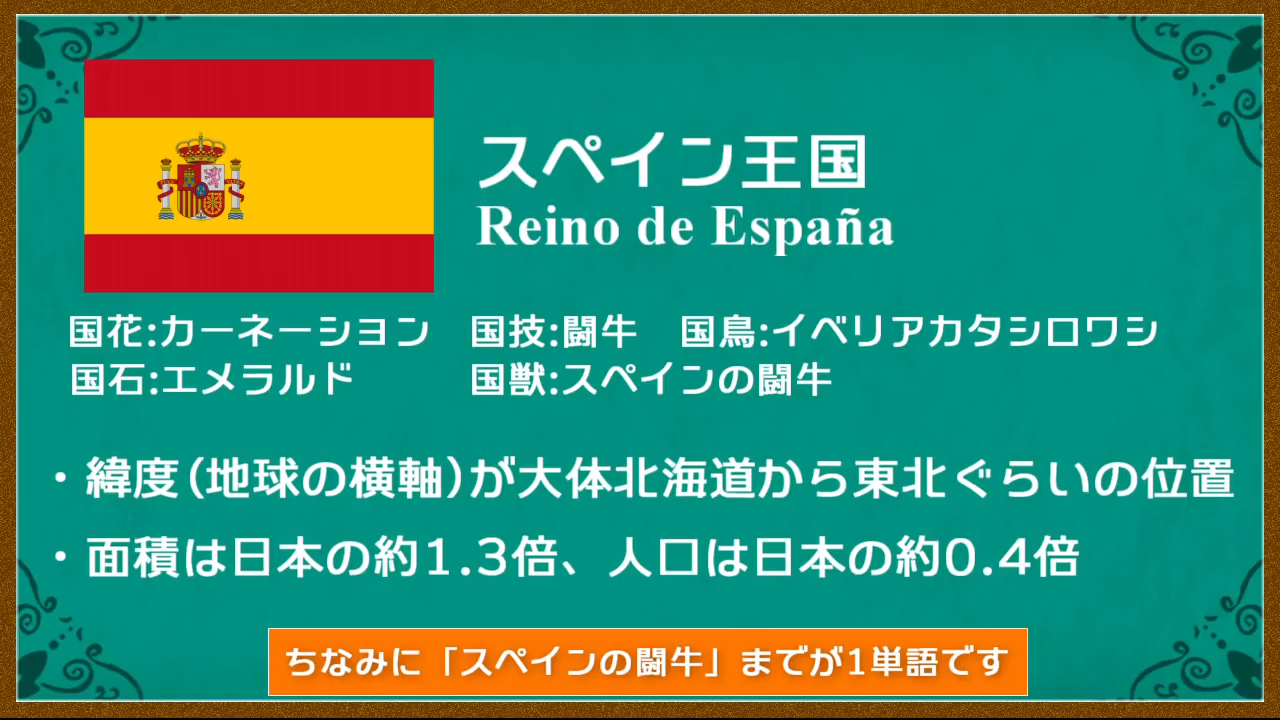 スペイン王国
Reino de España
国花:カーネーション　国技:闘牛　国鳥:イベリアカタシロワシ
国石:エメラルド　国獣:スペインの闘牛
・緯度(地球の横軸)が大体北海道から東北ぐらいの位置
・面積は日本の約1.3倍、人口は日本の約0.4倍
ちなみに「スペインの闘牛」までが1単語です